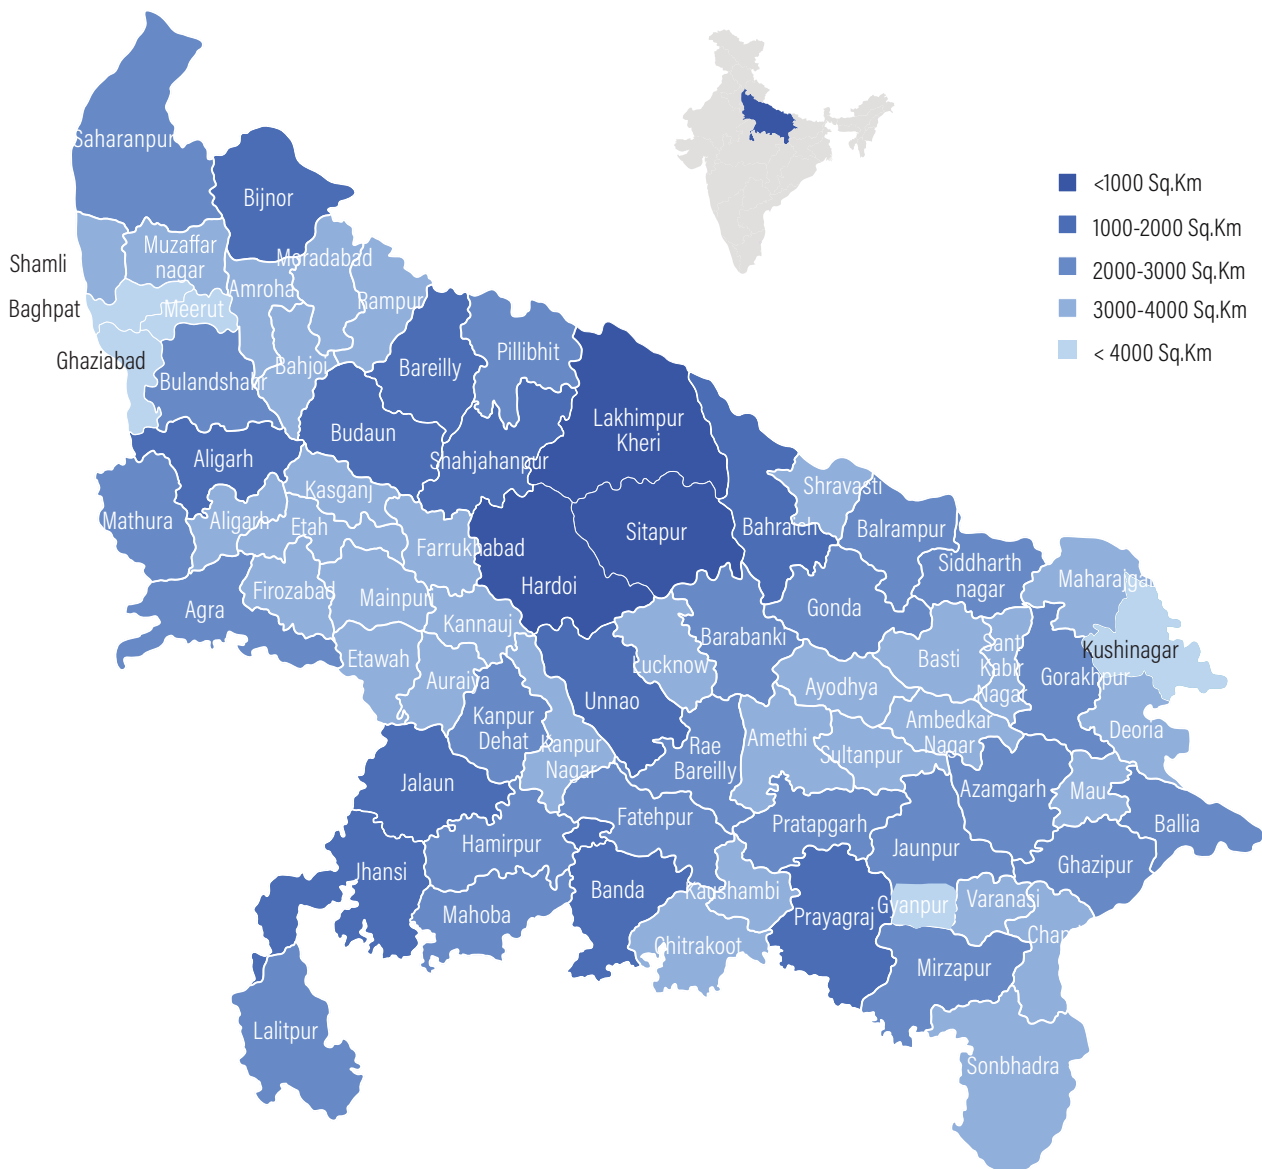 Saharanpur
Bijnor
<1000 Sq.Km
1000-2000 Sq.Km
2000-3000 Sq.Km
3000-4000 Sq.Km
< 4000 Sq.Km
Shamli
Muzaffar
nagar
Moradabad
Amroha
Rampur
Baghpat
Meerut
Ghaziabad
Bulandshahr
Bahjoi
Bareilly
Pillibhit
Lakhimpur
Kheri
Budaun
Aligarh
Shahjahanpur
Kasganj
Shravasti
Mathura
Aligarh
Etah
Farrukhabad
Sitapur
Bahraich
Balrampur
Hardoi
Siddharth
nagar
Maharajgan
Agra
Firozabad
Mainpuri
Kannauj
Gonda
Barabanki
Etawah
Lucknow
Basti
Sant
Kabir
Nagar
Gorakhpur
Kushinagar
Auraiya
Unnao
Ayodhya
Kanpur
Dehat
Kanpur
Nagar
Rae
Bareilly
Amethi
Sultanpur
Ambedkar
Nagar
Deoria
Jalaun
Azamgarh
Mau
Fatehpur
Pratapgarh
Ballia
Hamirpur
Jaunpur
Ghazipur
Jhansi
Banda
Kaushambi
Mahoba
Prayagraj
Gyanpur
Varanasi
Chitrakoot
Chan
Mirzapur
Lalitpur
Sonbhadra